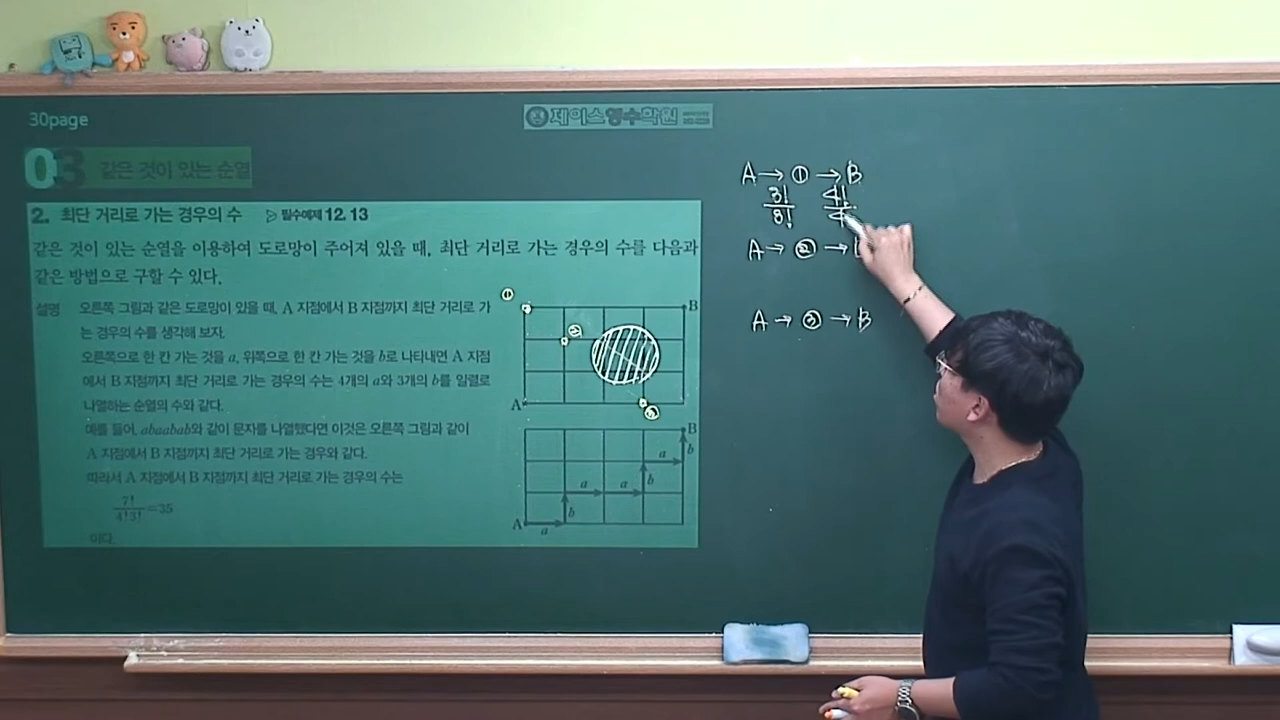 30page
제이스영수학원
03 같은 것이 있는 순열
2. 최단 거리로 가는 경우의 수 ▷ 필수예제 12, 13
같은 것이 있는 순열을 이용하여 도로망이 주어져 있을 때, 최단 거리로 가는 경우의 수를 다음과
같은 방법으로 구할 수 있다.
설명 오른쪽 그림과 같은 도로망이 있을 때, A 지점에서 B 지점까지 최단 거리로 가
는 경우의 수를 생각해 보자.
오른쪽으로 한 칸 가는 것을 a, 위쪽으로 한 칸 가는 것을 b로 나타내면 A 지점
에서 B 지점까지 최단 거리로 가는 경우의 수는 4개의 a와 3개의 b를 일렬로
나열하는 순열의 수와 같다.
예를 들어, abaabab와 같이 문자를 나열했다면 이것은 오른쪽 그림과 같이
A 지점에서 B 지점까지 최단 거리로 가는 경우와 같다.
따라서 A 지점에서 B 지점까지 최단 거리로 가는 경우의 수는
7!/4!3! =35
이다.
① B
②
A ③
B
a b
a a b
b
A a
A → ① → B
3!/3! 4!/4
A → ② →
A → ③ → B